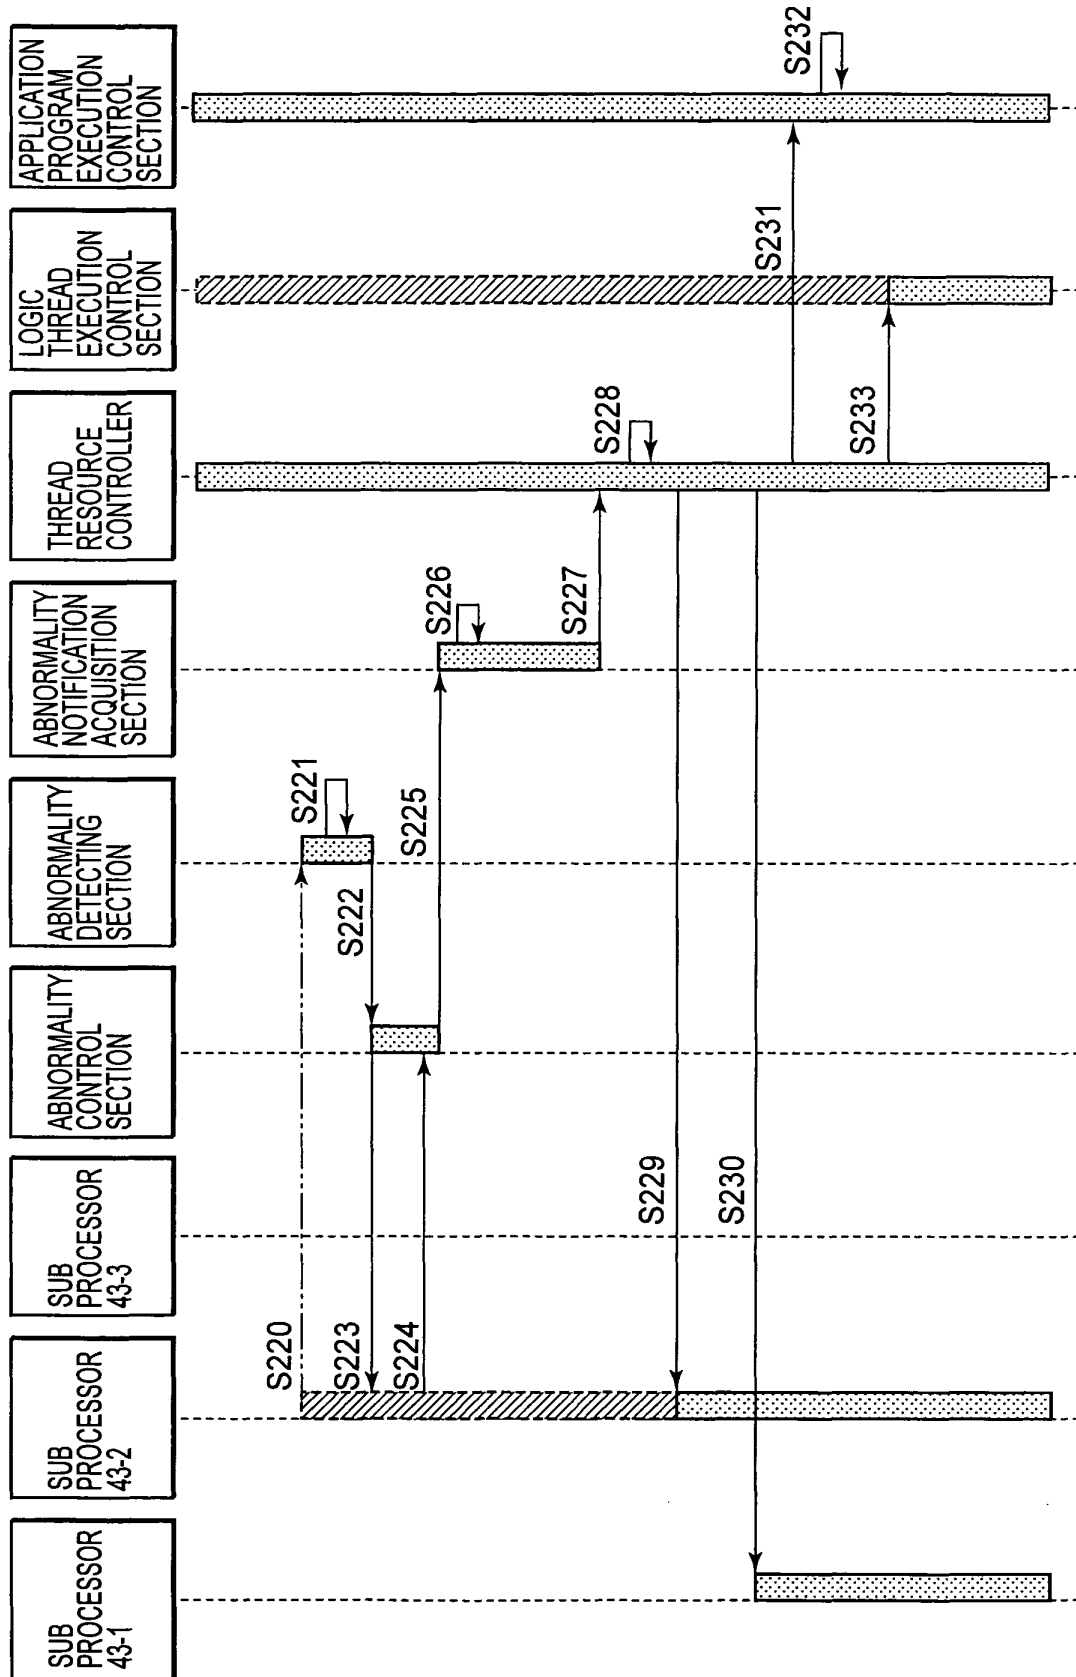 SUB
PROCESSOR
43-1
SUB
PROCESSOR
43-2
SUB
PROCESSOR
43-3
ABNORMALITY
CONTROL
SECTION
ABNORMALITY
DETECTING
SECTION
ABNORMALITY
NOTIFICATION
ACQUISITION
SECTION
THREAD
RESOURCE
CONTROLLER
LOGIC
THREAD
EXECUTION
CONTROL
SECTION
APPLICATION
PROGRAM
EXECUTION
CONTROL
SECTION
S220
S221
S222
S223
S224
S225
S226
S227
S228
S229
S230
S231
S232
S233